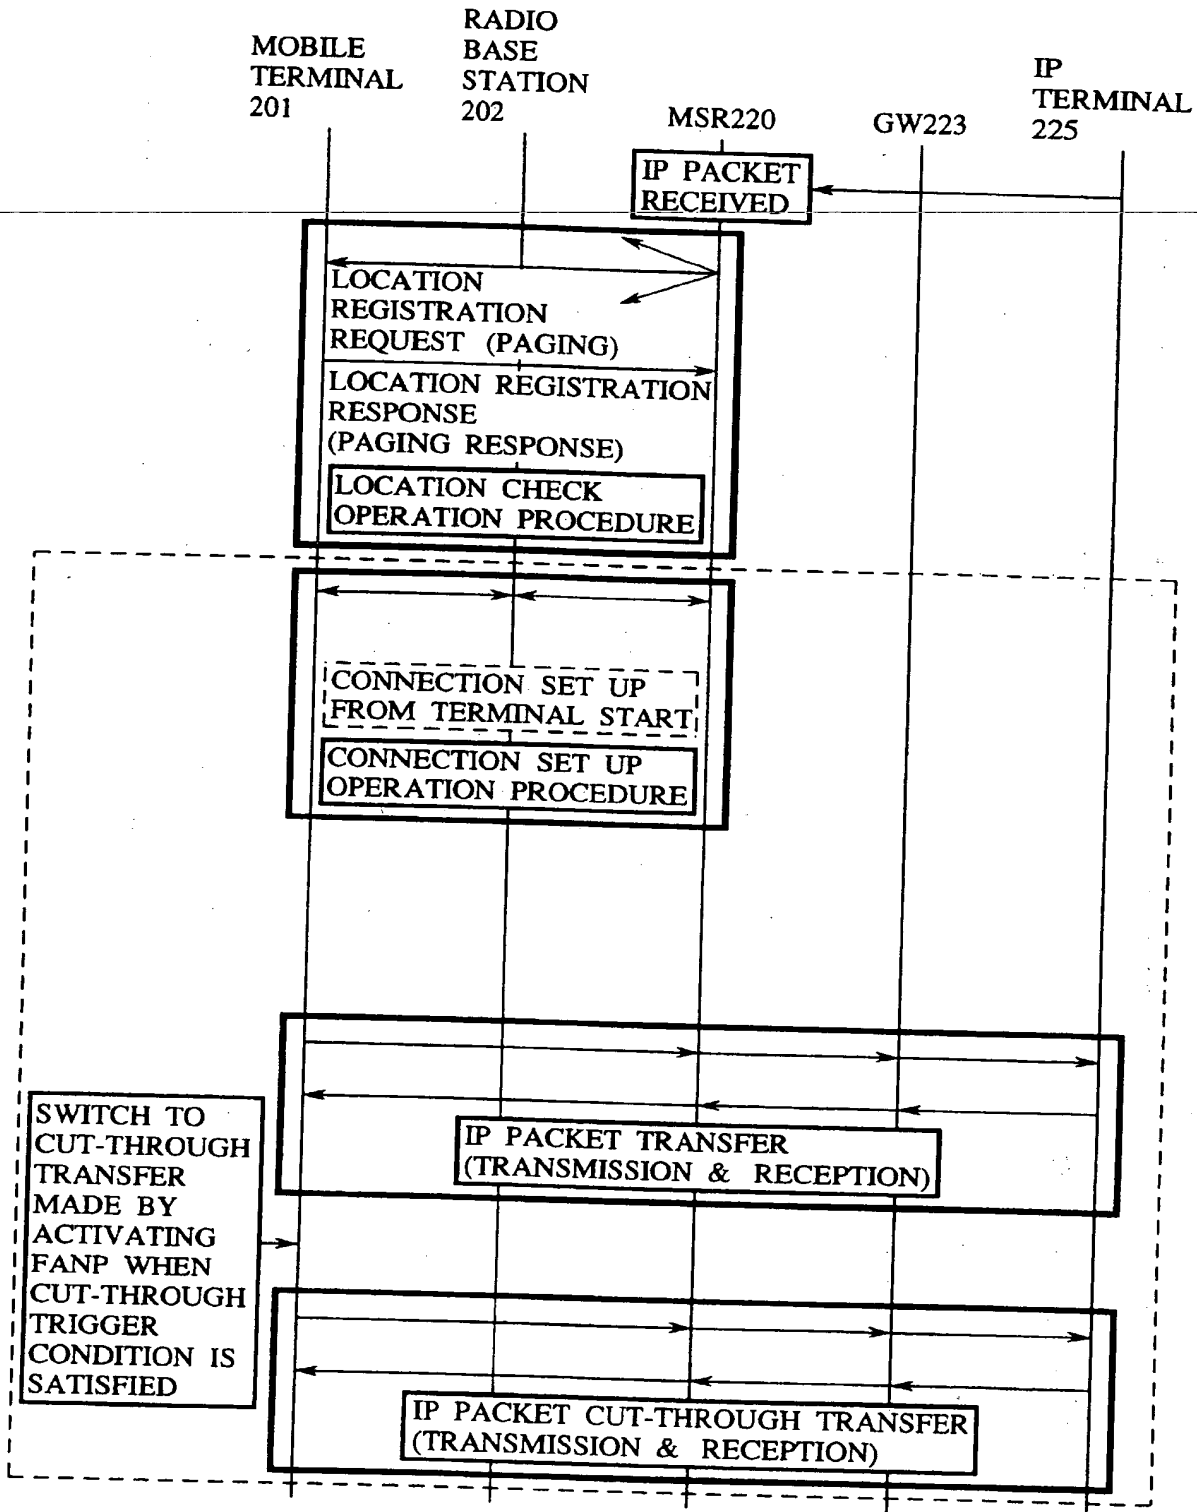 MOBILE
TERMINAL
201
RADIO
BASE
STATION
202
MSR220
GW223
IP
TERMINAL
225
IP PACKET
RECEIVED
LOCATION
REGISTRATION
REQUEST (PAGING)
LOCATION REGISTRATION
RESPONSE
(PAGING RESPONSE)
LOCATION CHECK
OPERATION PROCEDURE
CONNECTION SET UP
FROM TERMINAL START
CONNECTION SET UP
OPERATION PROCEDURE
IP PACKET TRANSFER
(TRANSMISSION & RECEPTION)
SWITCH TO
CUT-THROUGH
TRANSFER
MADE BY
ACTIVATING
FANP WHEN
CUT-THROUGH
TRIGGER
CONDITION IS
SATISFIED
IP PACKET CUT-THROUGH TRANSFER
(TRANSMISSION & RECEPTION)